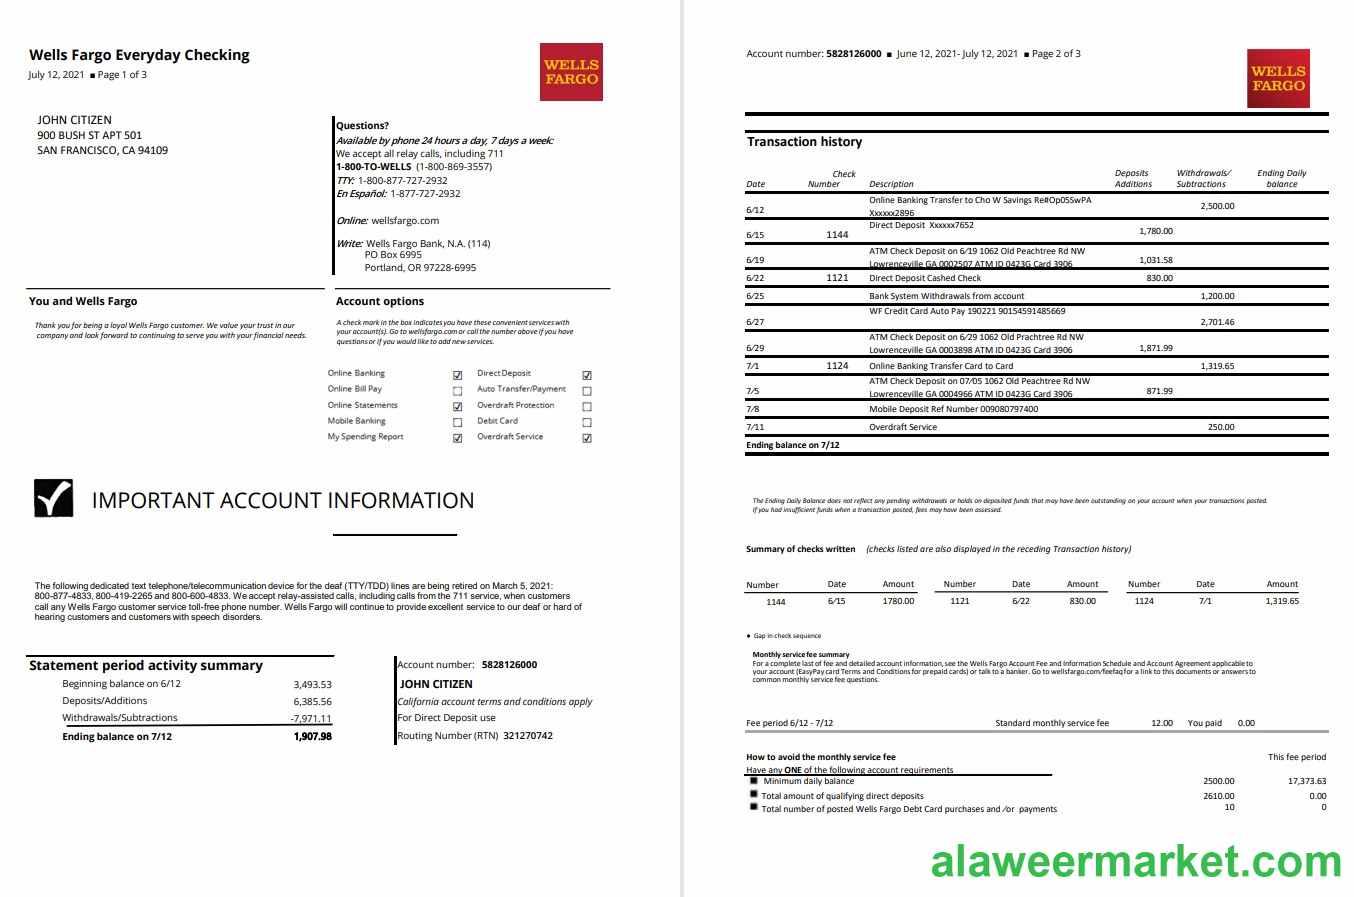 Wells Fargo Everyday Checking
July 12, 2021 ■ Page 1 of 3
WELLS
FARGO
JOHN CITIZEN
900 BUSH ST APT 501
SAN FRANCISCO, CA 94109
Questions?
Available by phone 24 hours a day, 7 days a week:
We accept all relay calls, including 711
1-800-TO-WELLS (1-800-869-3557)
TTY: 1-800-877-727-2932
En Español: 1-877-727-2932
Online: wellsfargo.com
Write: Wells Fargo Bank, N.A. (114)
PO Box 6995
Portland, OR 97228-6995
You and Wells Fargo
Thank you for being a loyal Wells Fargo customer. We value your trust in our
company and look forward to continuing to serve you with your financial needs.
Account options
A check mark in the box indicates you have these convenient services with
your account(s). Go to wellsfargo.com or call the number above if you have
questions or if you would like to add new services.
Online Banking ☑ Direct Deposit ☑
Online Bill Pay ☐ Auto Transfer/Payment ☐
Online Statements ☑ Overdraft Protection ☐
Mobile Banking ☐ Debit Card ☐
My Spending Report ☑ Overdraft Service ☑
IMPORTANT ACCOUNT INFORMATION
The following dedicated text telephone/telecommunication device for the deaf (TTY/TDD) lines are being retired on March 5, 2021:
800-877-4833, 800-419-2265 and 800-600-4833. We accept relay-assisted calls, including calls from the 711 service, when customers
call any Wells Fargo customer service toll-free phone number. Wells Fargo will continue to provide excellent service to our deaf or hard of
hearing customers and customers with speech disorders.
Statement period activity summary
Beginning balance on 6/12 3,493.53
Deposits/Additions 6,385.56
Withdrawals/Subtractions -7,971.11
Ending balance on 7/12 1,907.98
Account number: 5828126000
JOHN CITIZEN
California account terms and conditions apply
For Direct Deposit use
Routing Number (RTN) 321270742
Account number: 5828126000 ■ June 12, 2021- July 12, 2021 ■ Page 2 of 3
WELLS
FARGO
Transaction history
Check Deposits Withdrawals/ Ending Daily
Date Number Description Additions Subtractions balance
Online Banking Transfer to Cho W Savings Re#Op05SwPA
6/12 Xxxxxx2896 2,500.00
Direct Deposit Xxxxxx7652
6/15 1144 1,780.00
ATM Check Deposit on 6/19 1062 Old Peachtree Rd NW
6/19 Lowrenceville GA 0002507 ATM ID 0423G Card 3906 1,031.58
6/22 1121 Direct Deposit Cashed Check 830.00
6/25 Bank System Withdrawals from account 1,200.00
WF Credit Card Auto Pay 190221 90154591485669
6/27 2,701.46
ATM Check Deposit on 6/29 1062 Old Peachtree Rd NW
6/29 Lowrenceville GA 0003898 ATM ID 0423G Card 3906 1,871.99
7/1 1124 Online Banking Transfer Card to Card 1,319.65
ATM Check Deposit on 07/05 1062 Old Peachtree Rd NW
7/5 Lowrenceville GA 0004966 ATM ID 0423G Card 3906 871.99
7/8 Mobile Deposit Ref Number 009080797400
7/11 Overdraft Service 250.00
Ending balance on 7/12
The Ending Daily Balance does not reflect any pending withdrawals or holds on deposited funds that may have been outstanding on your account when your transactions posted.
If you had insufficient funds when a transaction posted, fees may have been assessed.
Summary of checks written (checks listed are also displayed in the receding Transaction history)
Number Date Amount Number Date Amount Number Date Amount
1144 6/15 1780.00 1121 6/22 830.00 1124 7/1 1,319.65
♦ Gap in check sequence
Monthly service fee summary
For a complete last of fee and detailed account information, see the Wells Fargo Account Fee and Information Schedule and Account Agreement applicable to
your account (EasyPay card Terms and Conditions for prepaid cards) or talk to a banker. Go to wellsfargo.com/feefaq for a link to this documents or answers to
common monthly service fee questions.
Fee period 6/12 - 7/12 Standard monthly service fee 12.00 You paid 0.00
How to avoid the monthly service fee This fee period
Have any ONE of the following account requirements
Minimum daily balance 2500.00 17,373.63
Total amount of qualifying direct deposits 2610.00 0.00
Total number of posted Wells Fargo Debit Card purchases and /or payments 10 0
alaweermarket.com